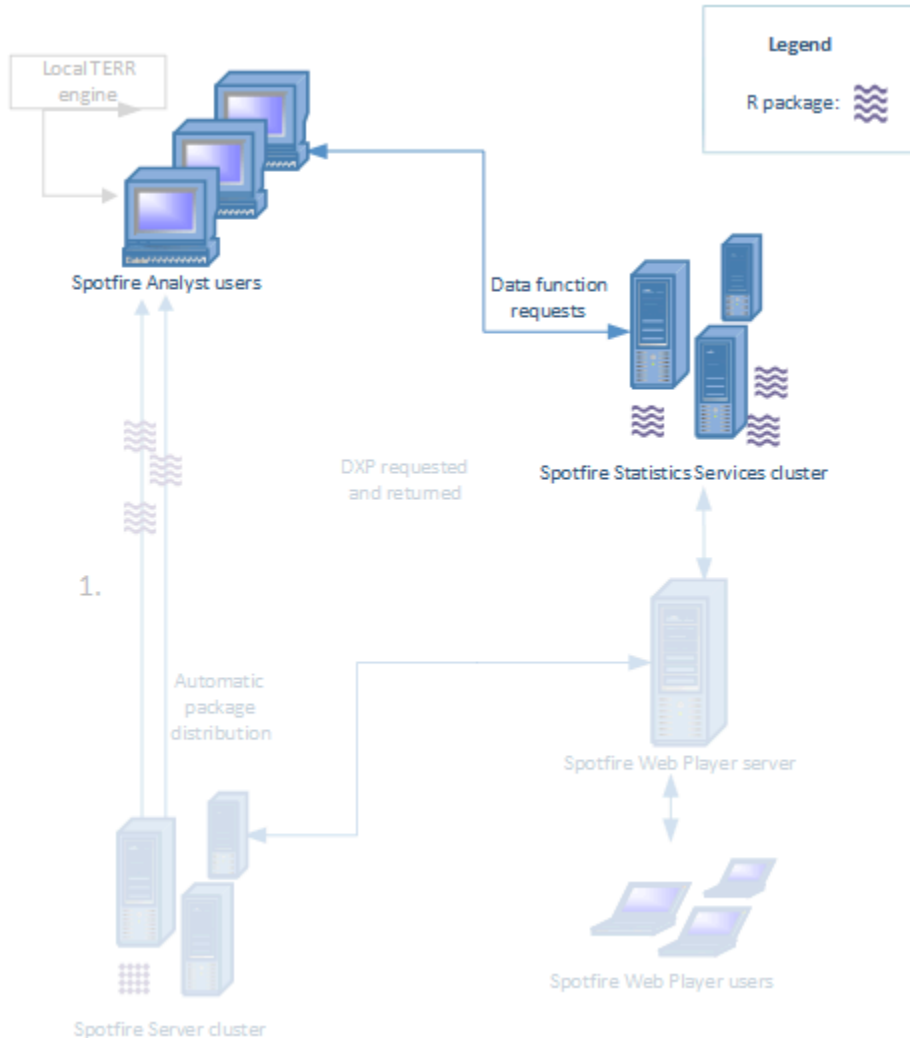 Legend
R package:
Local TERR
engine
Spotfire Analyst users
Data function
requests
DXP requested
and returned
Spotfire Statistics Services cluster
1.
Automatic
package
distribution
Spotfire Web Player server
Spotfire Web Player users
Spotfire Server cluster